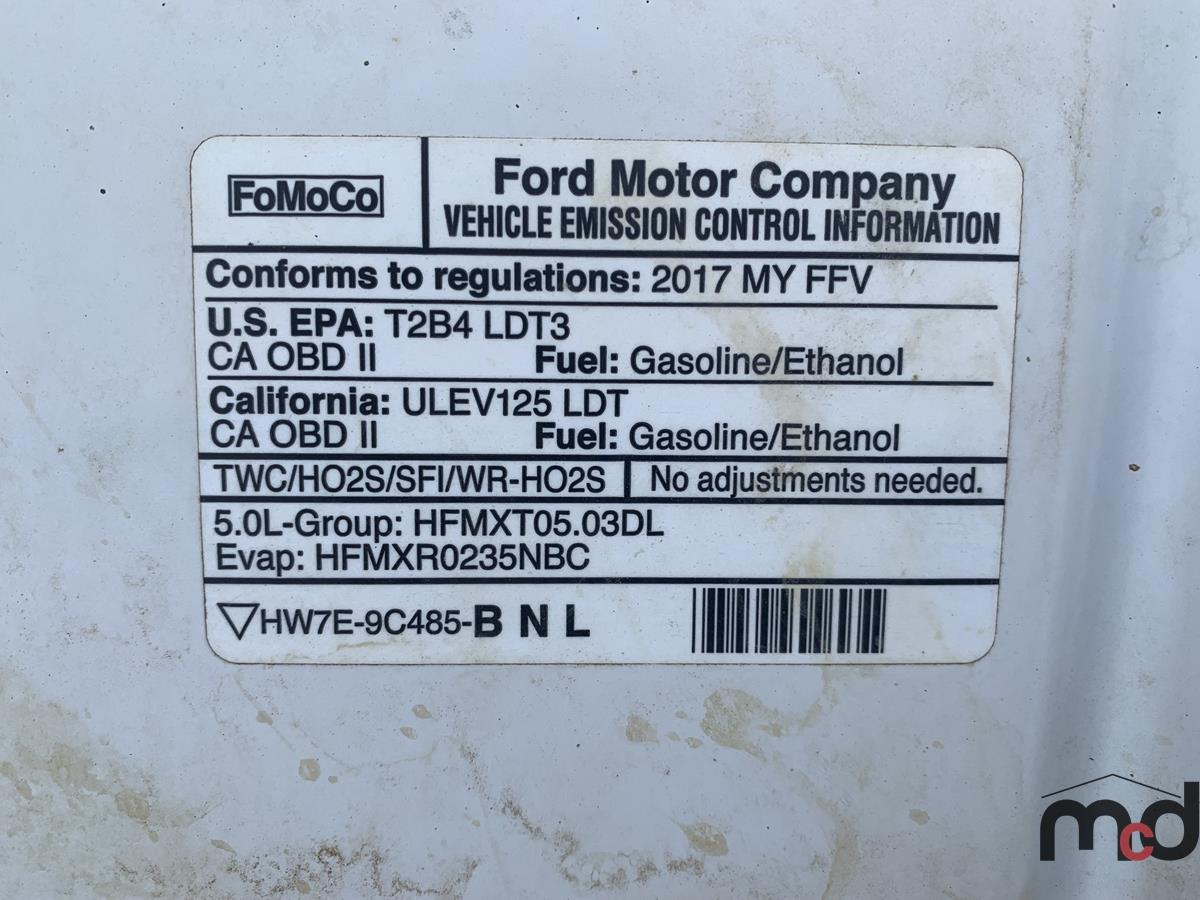 FoMoCo
Ford Motor Company
VEHICLE EMISSION CONTROL INFORMATION
Conforms to regulations: 2017 MY FFV
U.S. EPA: T2B4 LDT3
CA OBD II Fuel: Gasoline/Ethanol
California: ULEV125 LDT
CA OBD II Fuel: Gasoline/Ethanol
TWC/HO2S/SFI/WR-HO2S No adjustments needed.
5.0L-Group: HFMXT05.03DL
Evap: HFMXR0235NBC
HW7E-9C485-B N L
mcd